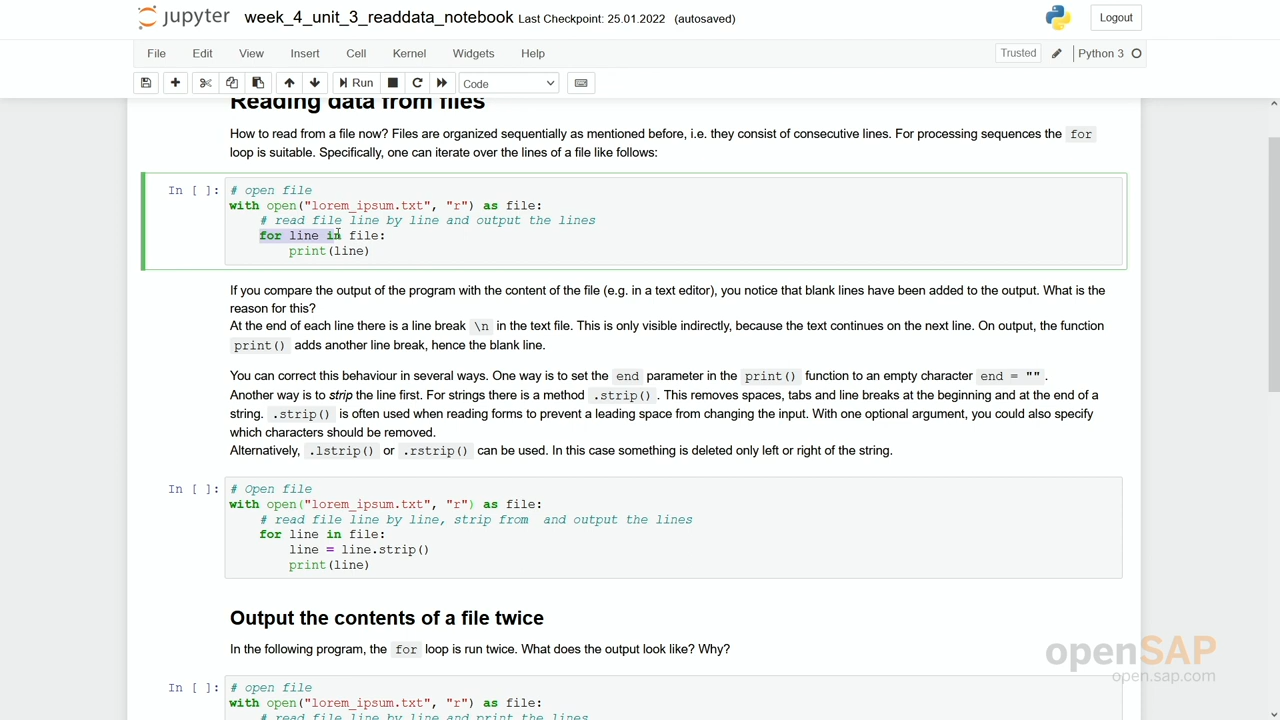 jupyter week_4_unit_3_readdata_notebook Last Checkpoint: 25.01.2022 (autosaved) Logout
File Edit View Insert Cell Kernel Widgets Help Trusted Python 3
Run Code
Reading data from files
How to read from a file now? Files are organized sequentially as mentioned before, i.e. they consist of consecutive lines. For processing sequences the for
loop is suitable. Specifically, one can iterate over the lines of a file like follows:
In [ ]: # open file
with open("lorem_ipsum.txt", "r") as file:
# read file line by line and output the lines
for line in file:
print(line)
If you compare the output of the program with the content of the file (e.g. in a text editor), you notice that blank lines have been added to the output. What is the
reason for this?
At the end of each line there is a line break \n in the text file. This is only visible indirectly, because the text continues on the next line. On output, the function
print() adds another line break, hence the blank line.
You can correct this behaviour in several ways. One way is to set the end parameter in the print() function to an empty character end = "" .
Another way is to strip the line first. For strings there is a method .strip() . This removes spaces, tabs and line breaks at the beginning and at the end of a
string. .strip() is often used when reading forms to prevent a leading space from changing the input. With one optional argument, you could also specify
which characters should be removed.
Alternatively, .lstrip() or .rstrip() can be used. In this case something is deleted only left or right of the string.
In [ ]: # Open file
with open("lorem_ipsum.txt", "r") as file:
# read file line by line, strip from  and output the lines
for line in file:
line = line.strip()
print(line)
Output the contents of a file twice
In the following program, the for loop is run twice. What does the output look like? Why?
openSAP
open.sap.com
In [ ]: # open file
with open("lorem_ipsum.txt", "r") as file:
# read file line by line and print the lines